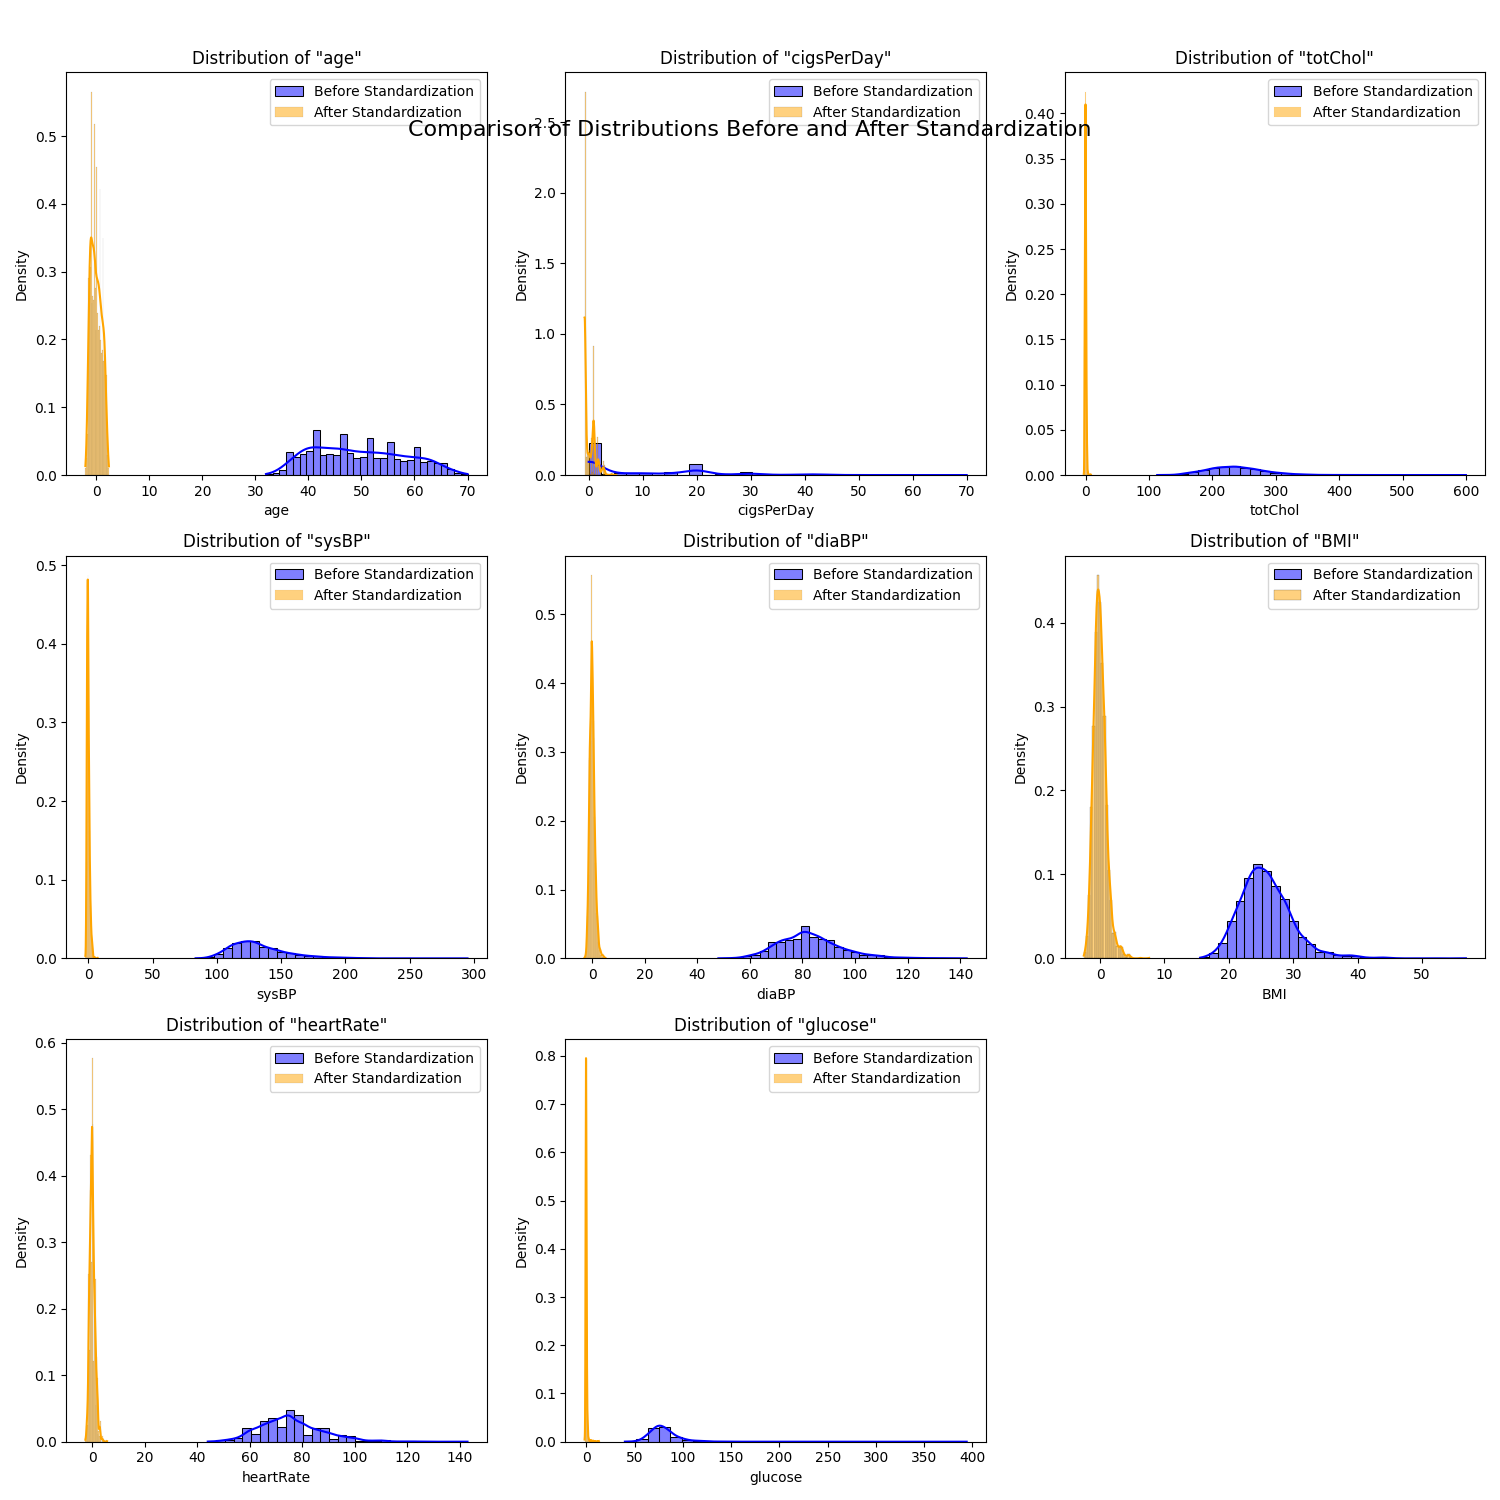 Distribution of "age"
Before Standardization
After Standardization
Density
0.5
0.4
0.3
0.2
0.1
0.0
0
10
20
30
40
50
60
70
age
Distribution of "cigsPerDay"
Before Standardization
After Standardization
Density
2.5
2.0
1.5
1.0
0.5
0.0
0
10
20
30
40
50
60
70
cigsPerDay
Distribution of "totChol"
Before Standardization
After Standardization
Density
0.40
0.35
0.30
0.25
0.20
0.15
0.10
0.05
0.00
0
100
200
300
400
500
600
totChol
Comparison of Distributions Before and After Standardization
Distribution of "sysBP"
Before Standardization
After Standardization
Density
0.5
0.4
0.3
0.2
0.1
0.0
0
50
100
150
200
250
300
sysBP
Distribution of "diaBP"
Before Standardization
After Standardization
Density
0.5
0.4
0.3
0.2
0.1
0.0
0
20
40
60
80
100
120
140
diaBP
Distribution of "BMI"
Before Standardization
After Standardization
Density
0.4
0.3
0.2
0.1
0.0
0
10
20
30
40
50
BMI
Distribution of "heartRate"
Before Standardization
After Standardization
Density
0.6
0.5
0.4
0.3
0.2
0.1
0.0
0
20
40
60
80
100
120
140
heartRate
Distribution of "glucose"
Before Standardization
After Standardization
Density
0.8
0.7
0.6
0.5
0.4
0.3
0.2
0.1
0.0
0
50
100
150
200
250
300
350
400
glucose